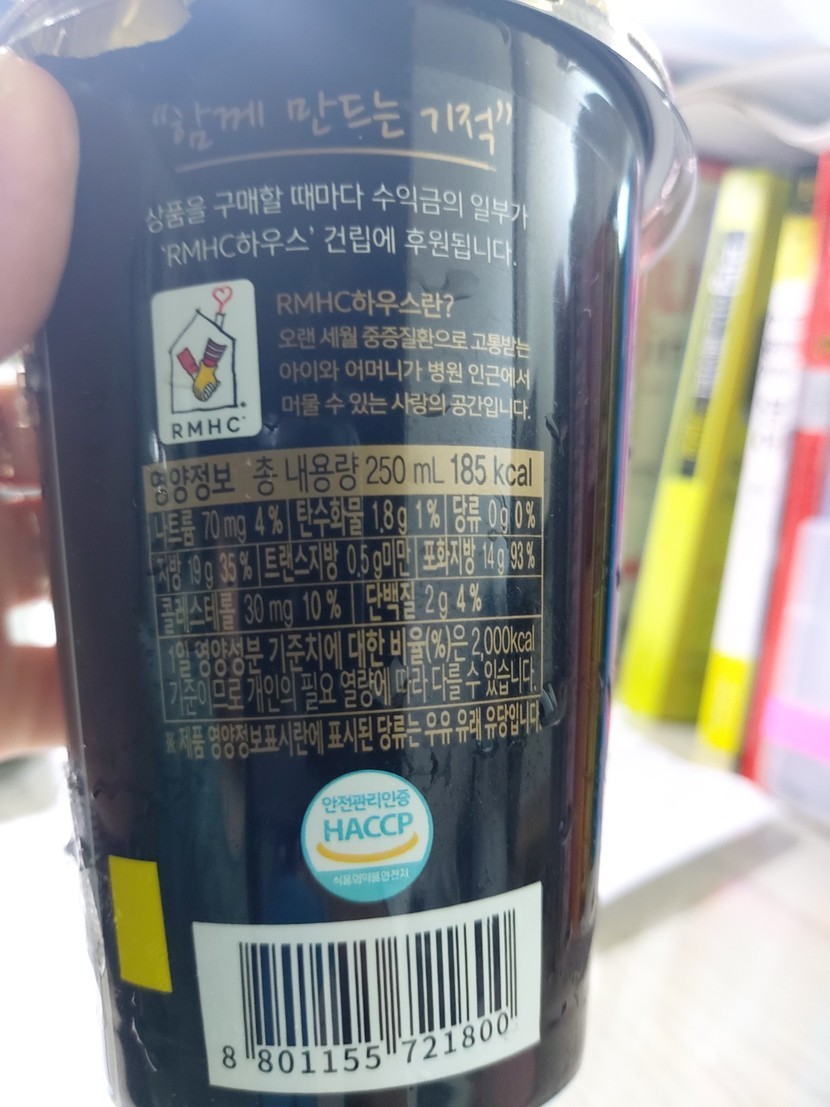 "함께 만드는 기적"
상품을 구매할 때마다 수익금의 일부가
'RMHC하우스' 건립에 후원됩니다.
RMHC하우스란?
오랜 세월 중증질환으로 고통받는
아이와 어머니가 병원 인근에서
머물 수 있는 사랑의 공간입니다.
RMHC
영양정보 총 내용량 250 mL 185 kcal
나트륨 70 mg 4 % 탄수화물 1.8 g 1 % 당류 0 g 0 %
지방 19 g 35 % 트랜스지방 0.5 g미만 포화지방 14 g 93 %
콜레스테롤 30 mg 10 % 단백질 2 g 4 %
1일 영양성분 기준치에 대한 비율(%)은 2,000kcal
기준이므로 개인의 필요 열량에 따라 다를 수 있습니다.
※ 제품 영양정보표시란에 표시된 당류는 우유 유래 유당입니다.
안전관리인증
HACCP
식품의약품안전처
8 801155 721800